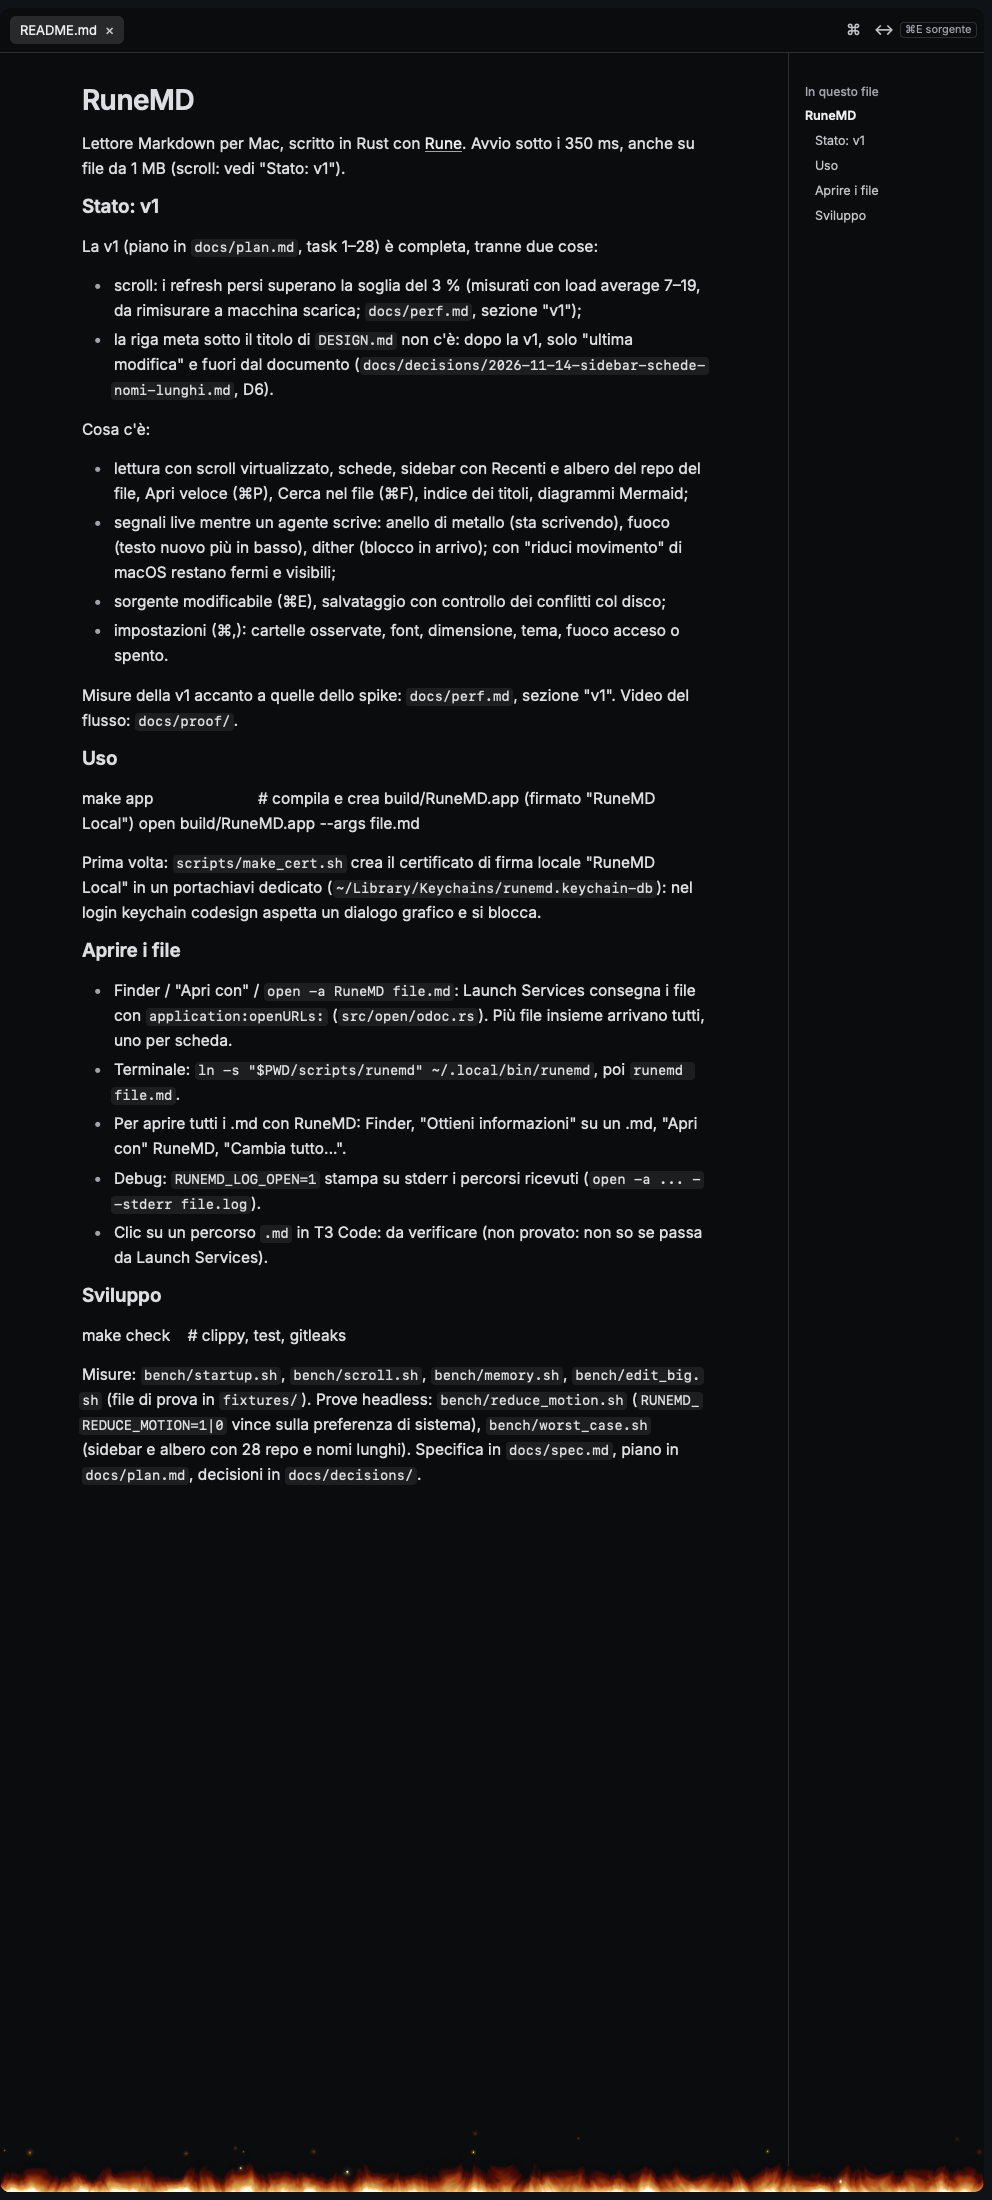 README.md ×
⌘ ↔ ⌘E sorgente
RuneMD
Lettore Markdown per Mac, scritto in Rust con Rune. Avvio sotto i 350 ms, anche su
file da 1 MB (scroll: vedi "Stato: v1").
Stato: v1
La v1 (piano in docs/plan.md, task 1–28) è completa, tranne due cose:
• scroll: i refresh persi superano la soglia del 3 % (misurati con load average 7–19,
da rimisurare a macchina scarica; docs/perf.md, sezione "v1");
• la riga meta sotto il titolo di DESIGN.md non c'è: dopo la v1, solo "ultima
modifica" e fuori dal documento (docs/decisions/2026-11-14-sidebar-schede-
nomi-lunghi.md, D6).
Cosa c'è:
• lettura con scroll virtualizzato, schede, sidebar con Recenti e albero del repo del
file, Apri veloce (⌘P), Cerca nel file (⌘F), indice dei titoli, diagrammi Mermaid;
• segnali live mentre un agente scrive: anello di metallo (sta scrivendo), fuoco
(testo nuovo più in basso), dither (blocco in arrivo); con "riduci movimento" di
macOS restano fermi e visibili;
• sorgente modificabile (⌘E), salvataggio con controllo dei conflitti col disco;
• impostazioni (⌘,): cartelle osservate, font, dimensione, tema, fuoco acceso o
spento.
Misure della v1 accanto a quelle dello spike: docs/perf.md, sezione "v1". Video del
flusso: docs/proof/.
Uso
make app # compila e crea build/RuneMD.app (firmato "RuneMD
Local") open build/RuneMD.app --args file.md
Prima volta: scripts/make_cert.sh crea il certificato di firma locale "RuneMD
Local" in un portachiavi dedicato (~/Library/Keychains/runemd.keychain-db): nel
login keychain codesign aspetta un dialogo grafico e si blocca.
Aprire i file
• Finder / "Apri con" / open -a RuneMD file.md: Launch Services consegna i file
con application:openURLs: (src/open/odoc.rs). Più file insieme arrivano tutti,
uno per scheda.
• Terminale: ln -s "$PWD/scripts/runemd" ~/.local/bin/runemd, poi runemd
file.md.
• Per aprire tutti i .md con RuneMD: Finder, "Ottieni informazioni" su un .md, "Apri
con" RuneMD, "Cambia tutto...".
• Debug: RUNEMD_LOG_OPEN=1 stampa su stderr i percorsi ricevuti (open -a ... -
-stderr file.log).
• Clic su un percorso .md in T3 Code: da verificare (non provato: non so se passa
da Launch Services).
Sviluppo
make check # clippy, test, gitleaks
Misure: bench/startup.sh, bench/scroll.sh, bench/memory.sh, bench/edit_big.
sh (file di prova in fixtures/). Prove headless: bench/reduce_motion.sh (RUNEMD_
REDUCE_MOTION=1|0 vince sulla preferenza di sistema), bench/worst_case.sh
(sidebar e albero con 28 repo e nomi lunghi). Specifica in docs/spec.md, piano in
docs/plan.md, decisioni in docs/decisions/.
In questo file
RuneMD
Stato: v1
Uso
Aprire i file
Sviluppo